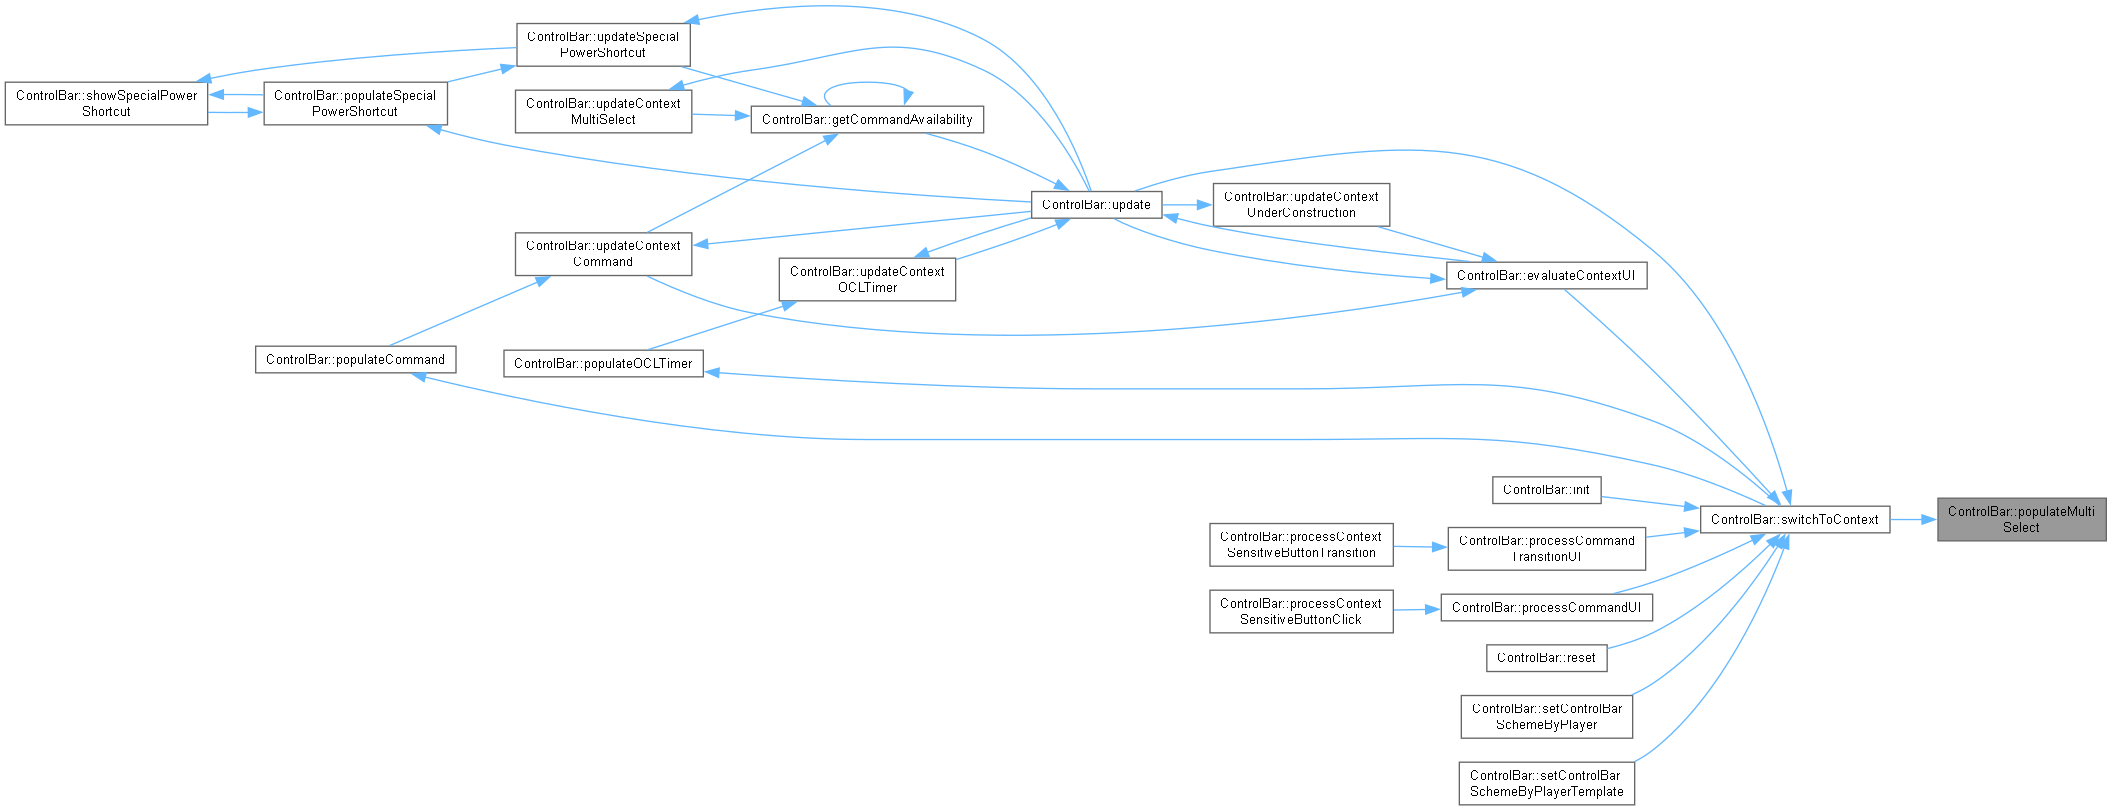 ControlBar::updateSpecial
PowerShortcut
ControlBar::showSpecialPower
Shortcut
ControlBar::populateSpecial
PowerShortcut
ControlBar::updateContext
MultiSelect
ControlBar::getCommandAvailability
ControlBar::update
ControlBar::updateContext
UnderConstruction
ControlBar::updateContext
Command
ControlBar::updateContext
OCLTimer
ControlBar::evaluateContextUI
ControlBar::populateCommand
ControlBar::populateOCLTimer
ControlBar::init
ControlBar::switchToContext
ControlBar::populateMulti
Select
ControlBar::processContext
SensitiveButtonTransition
ControlBar::processCommand
TransitionUI
ControlBar::processContext
SensitiveButtonClick
ControlBar::processCommandUI
ControlBar::reset
ControlBar::setControlBar
SchemeByPlayer
ControlBar::setControlBar
SchemeByPlayerTemplate